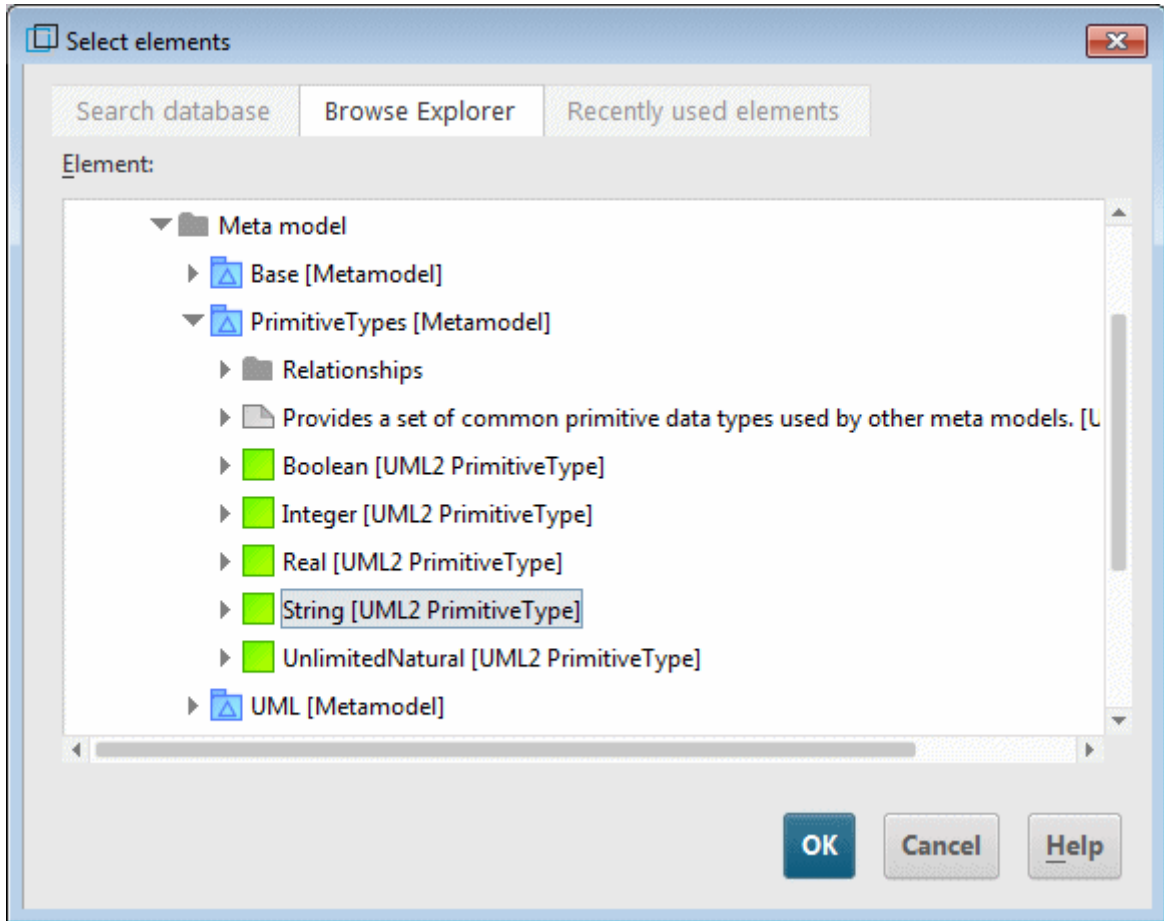 Select elements
Search database Browse Explorer Recently used elements
Element:
Meta model
Base [Metamodel]
PrimitiveTypes [Metamodel]
Relationships
Provides a set of common primitive data types used by other meta models. [U
Boolean [UML2 PrimitiveType]
Integer [UML2 PrimitiveType]
Real [UML2 PrimitiveType]
String [UML2 PrimitiveType]
UnlimitedNatural [UML2 PrimitiveType]
UML [Metamodel]
OK Cancel Help